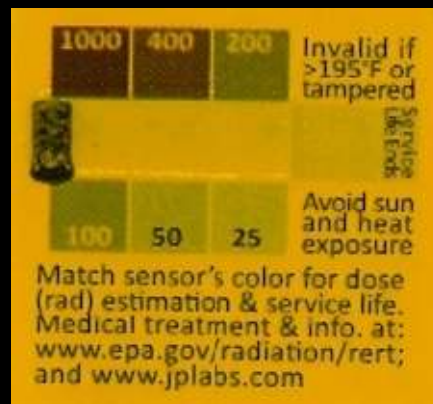 1000 400 200
Invalid if
>195°F or
tampered
Service
Life Ends
100 50 25
Avoid sun
and heat
exposure
Match sensor's color for dose
(rad) estimation & service life.
Medical treatment & info. at:
www.epa.gov/radiation/rert;
and www.jplabs.com